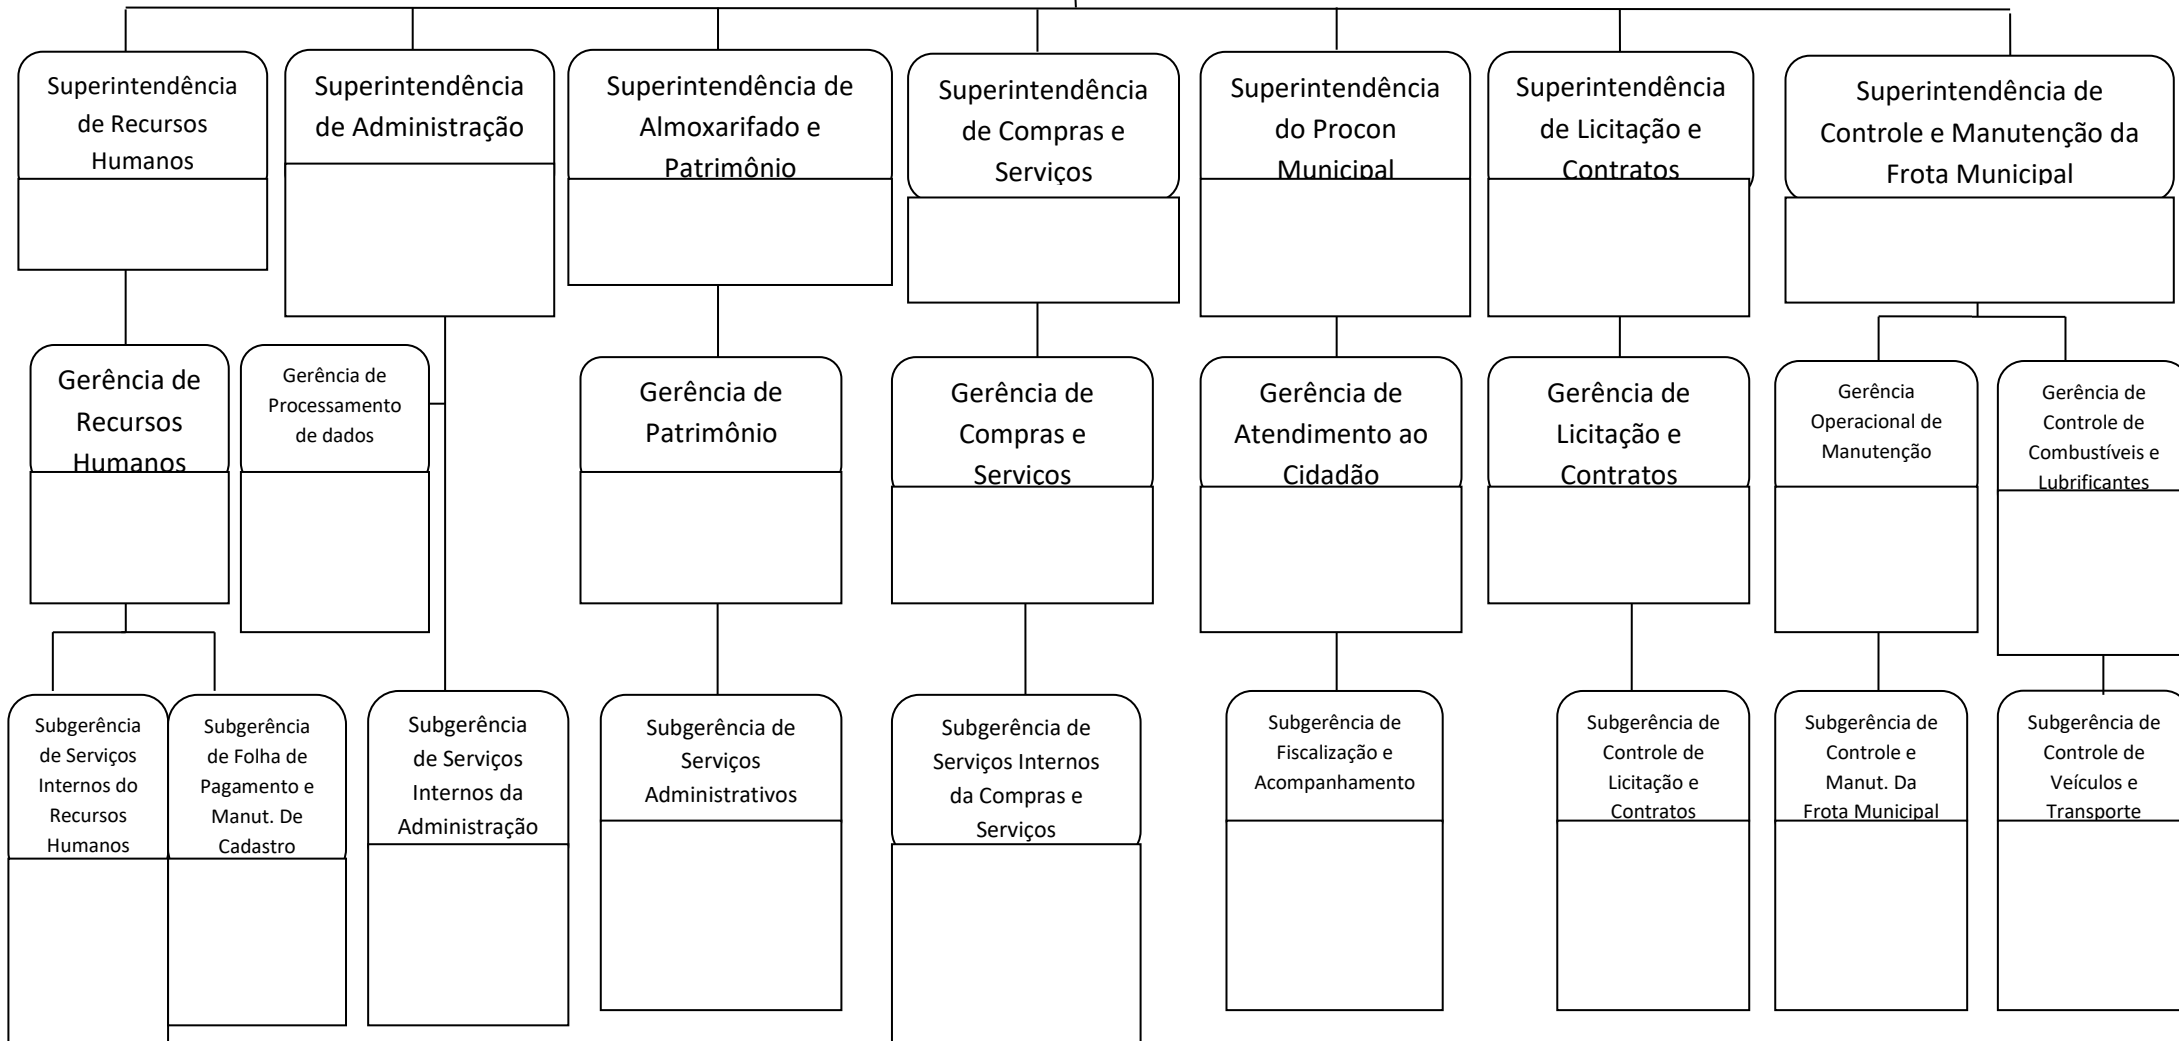 Superintendência
de Recursos
Humanos
Superintendência
de Administração
Superintendência de
Almoxarifado e
Patrimônio
Superintendência
de Compras e
Serviços
Superintendência
do Procon
Municipal
Superintendência
de Licitação e
Contratos
Superintendência de
Controle e Manutenção da
Frota Municipal
Gerência de
Recursos
Humanos
Gerência de
Processamento
de dados
Gerência de
Patrimônio
Gerência de
Compras e
Serviços
Gerência de
Atendimento ao
Cidadão
Gerência de
Licitação e
Contratos
Gerência
Operacional de
Manutenção
Gerência de
Controle de
Combustíveis e
Lubrificantes
Subgerência
de Serviços
Internos do
Recursos
Humanos
Subgerência
de Folha de
Pagamento e
Manut. De
Cadastro
Subgerência
de Serviços
Internos da
Administração
Subgerência de
Serviços
Administrativos
Subgerência de
Serviços Internos
da Compras e
Serviços
Subgerência de
Fiscalização e
Acompanhamento
Subgerência de
Controle de
Licitação e
Contratos
Subgerência de
Controle e
Manut. Da
Frota Municipal
Subgerência de
Controle de
Veículos e
Transporte